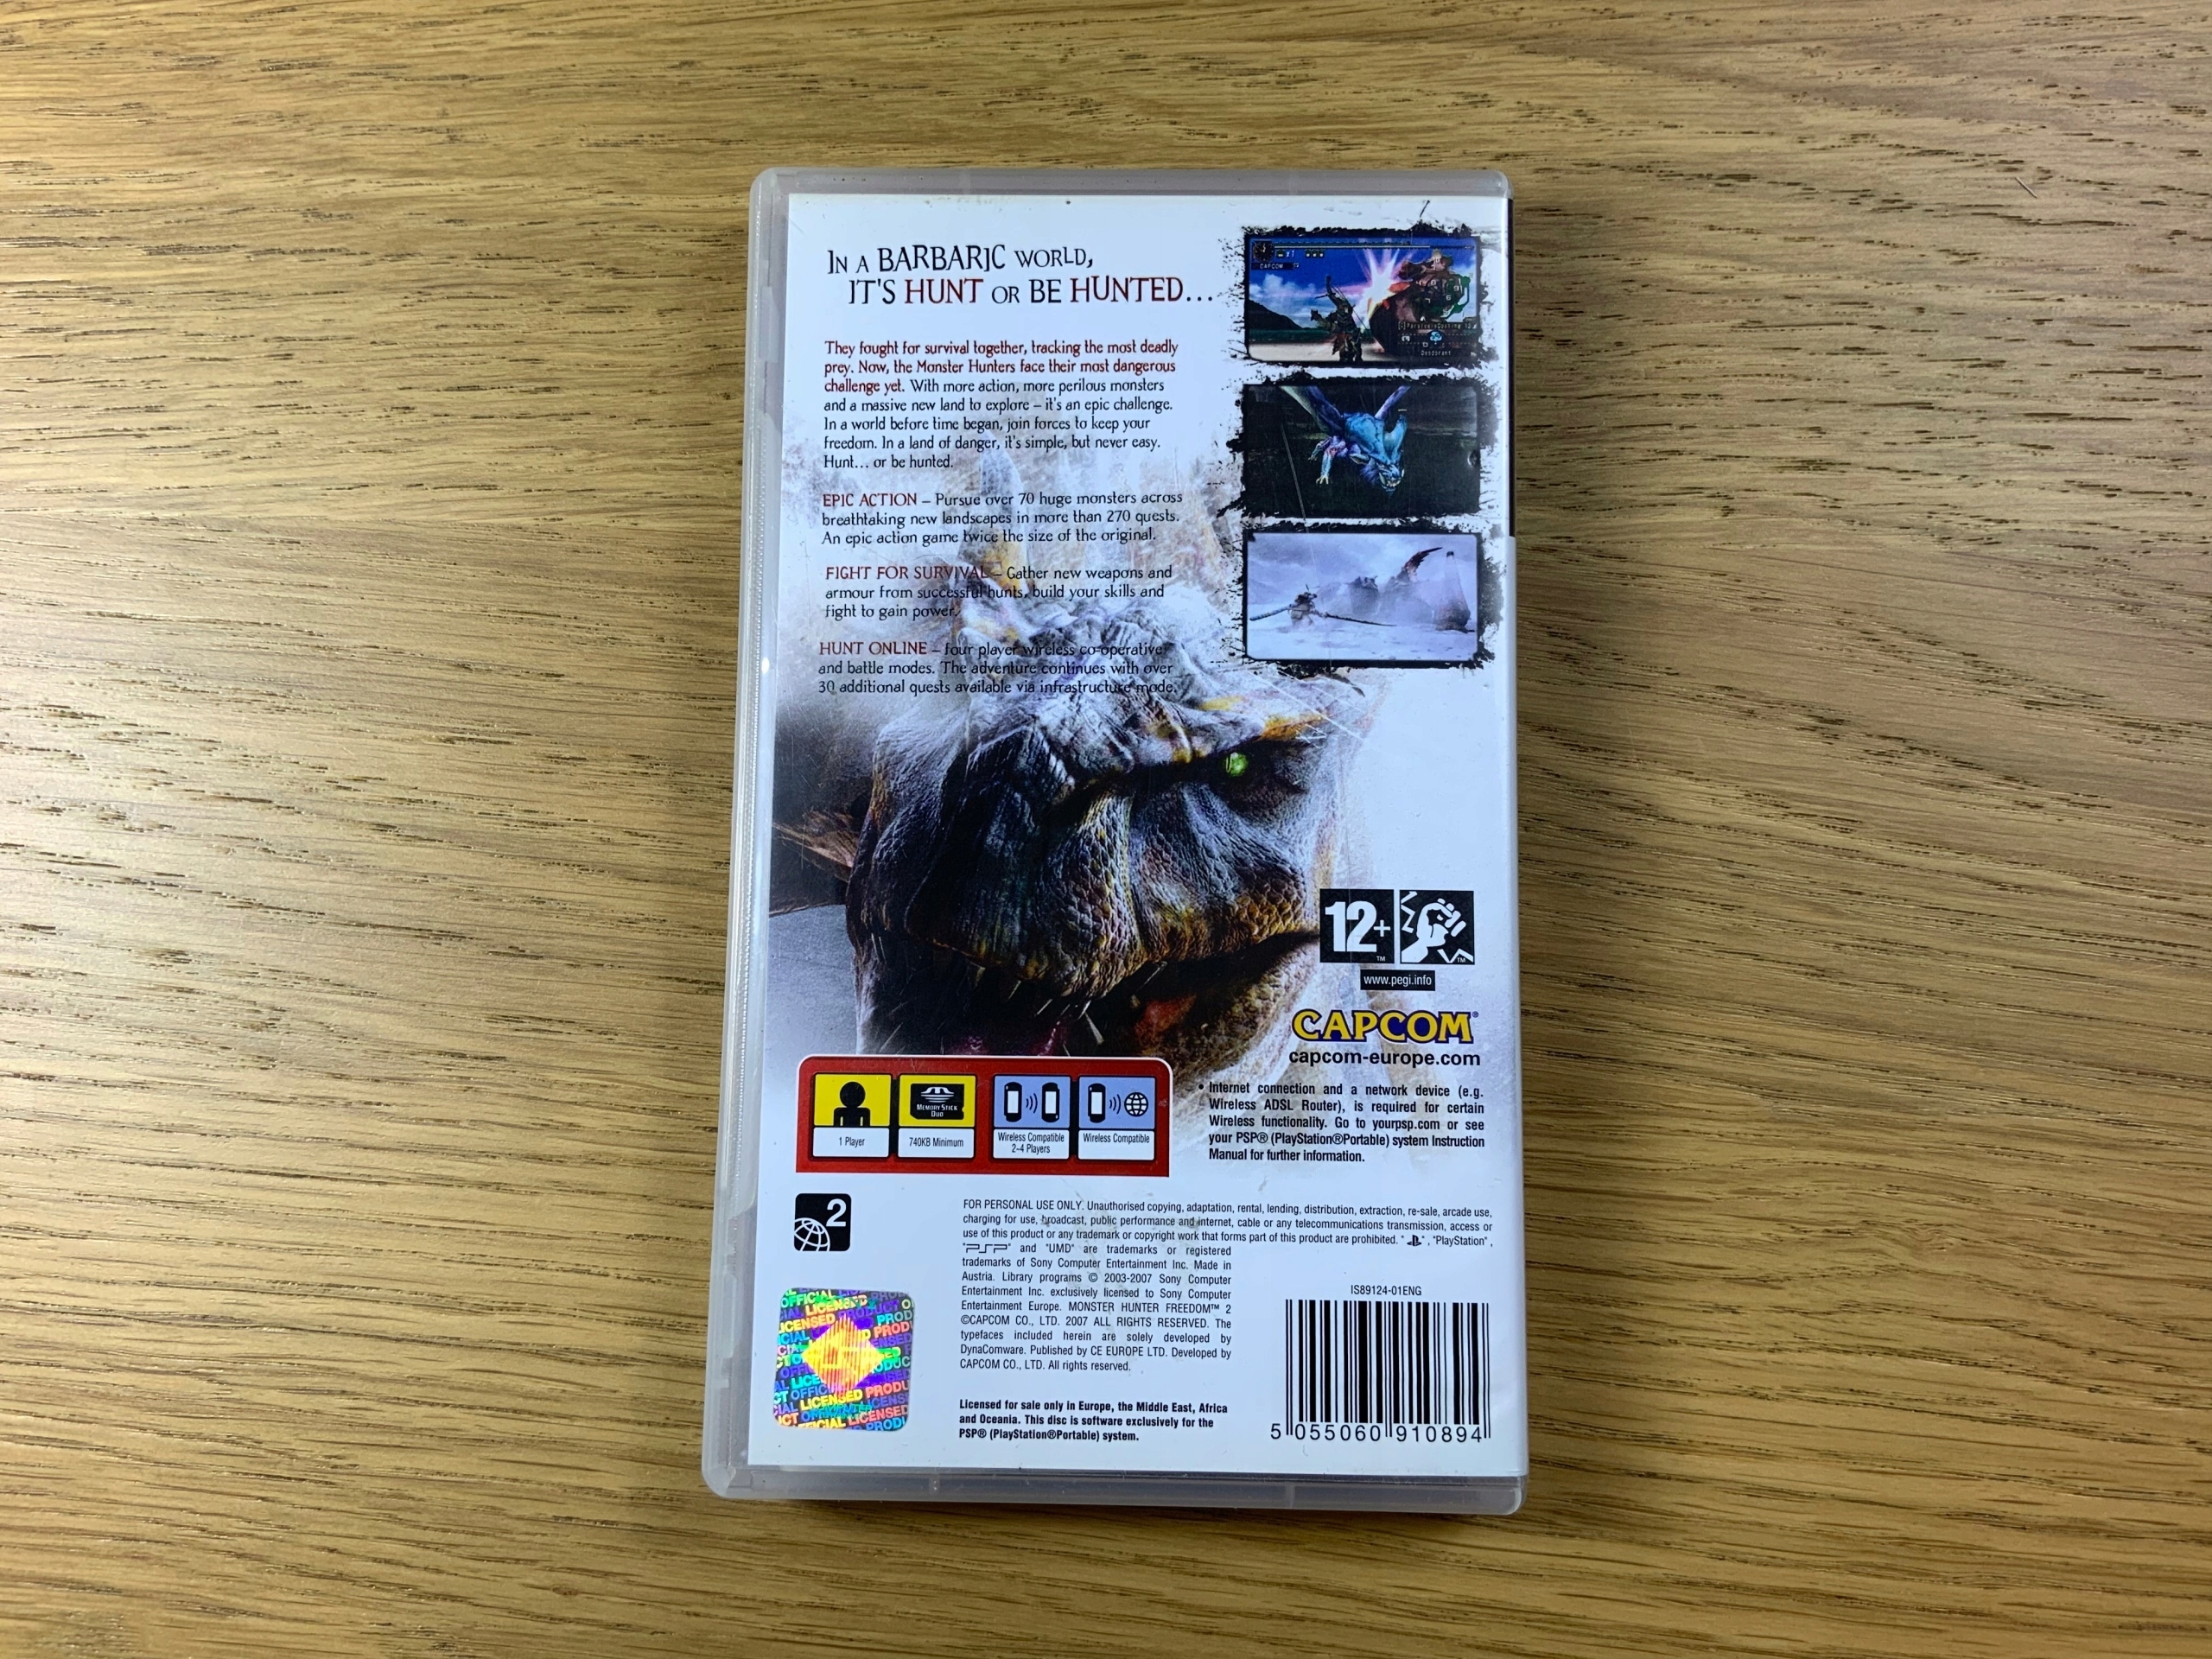 IN A BARBARIC WORLD,
IT'S HUNT OR BE HUNTED...
They fought for survival together, tracking the most deadly
prey. Now, the Monster Hunters face their most dangerous
challenge yet. With more action, more perilous monsters
and a massive new land to explore – it's an epic challenge.
In a world before time began, join forces to keep your
freedom. In a land of danger, it's simple, but never easy.
Hunt... or be hunted.
EPIC ACTION – Pursue over 70 huge monsters across
breathtaking new landscapes in more than 270 quests.
An epic action game twice the size of the original.
FIGHT FOR SURVIVAL – Gather new weapons and
armour from successful hunts, build your skills and
fight to gain power.
HUNT ONLINE – four player wireless co-operative
and battle modes. The adventure continues with over
30 additional quests available via infrastructure mode.
CAPCOM
Deodorant
12+
www.pegi.info
CAPCOM
capcom-europe.com
• Internet connection and a network device (e.g.
Wireless ADSL Router), is required for certain
Wireless functionality. Go to yourpsp.com or see
your PSP® (PlayStation®Portable) system Instruction
Manual for further information.
MEMORY STICK
DUO
1 Player
740KB Minimum
Wireless Compatible
2-4 Players
Wireless Compatible
2
FOR PERSONAL USE ONLY. Unauthorised copying, adaptation, rental, lending, distribution, extraction, re-sale, arcade use,
charging for use, broadcast, public performance and internet, cable or any telecommunications transmission, access or
use of this product or any trademark or copyright work that forms part of this product are prohibited. "", "PlayStation",
"PSP" and "UMD" are trademarks or registered
trademarks of Sony Computer Entertainment Inc. Made in
Austria. Library programs © 2003-2007 Sony Computer
Entertainment Inc. exclusively licensed to Sony Computer
Entertainment Europe. MONSTER HUNTER FREEDOM™ 2
©CAPCOM CO., LTD. 2007 ALL RIGHTS RESERVED. The
typefaces included herein are solely developed by
DynaComware. Published by CE EUROPE LTD. Developed by
CAPCOM CO., LTD. All rights reserved.
Licensed for sale only in Europe, the Middle East, Africa
and Oceania. This disc is software exclusively for the
PSP® (PlayStation®Portable) system.
OFFICIAL LICENSED PRODUCT
IS89124-01ENG
5 055060 910894